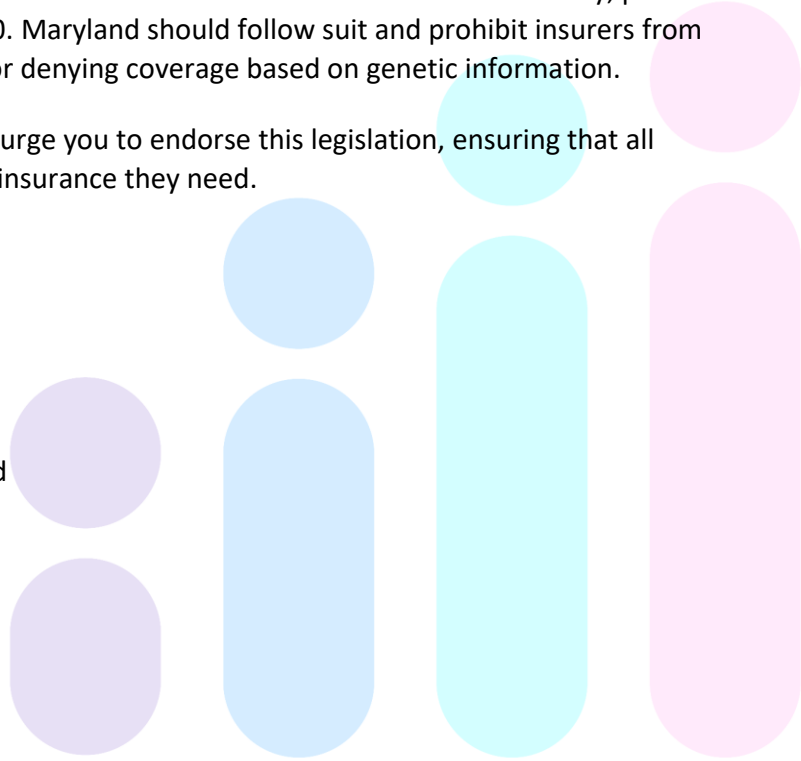 0. Maryland should follow suit and prohibit insurers from
or denying coverage based on genetic information.
urge you to endorse this legislation, ensuring that all
insurance they need.
d